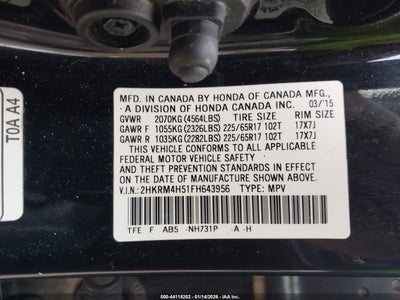 MFD. IN CANADA BY HONDA OF CANADA MFG.,
A DIVISION OF HONDA CANADA INC. 03/15
GVWR 2070KG (4564LBS) TIRE SIZE RIM SIZE
GAWR F 1055KG (2326LBS) 225/65R17 102T 17X7J
GAWR R 1035KG (2282LBS) 225/65R17 102T 17X7J
THIS VEHICLE CONFORMS TO ALL APPLICABLE
FEDERAL MOTOR VEHICLE SAFETY AND
THEFT PREVENTION STANDARDS IN EFFECT ON
THE DATE OF MANUFACTURE SHOWN ABOVE.
V.I.N.: 2HKRM4H51FH643956 TYPE: MPV
TFE F AB5 -NH731P -A -H
T0A A4
000-44118202 - 01/14/2026 - IAA Inc.